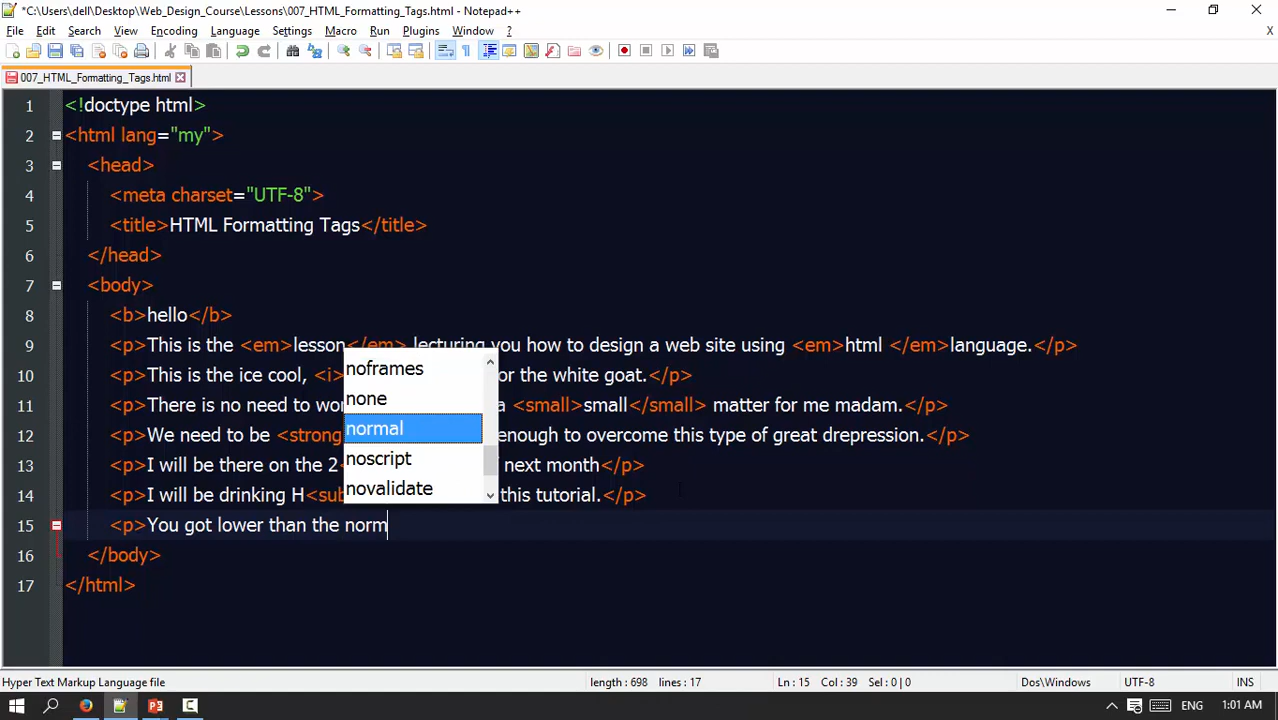 *C:\Users\dell\Desktop\Web_Design_Course\Lessons\007_HTML_Formatting_Tags.html - Notepad++
File Edit Search View Encoding Language Settings Macro Run Plugins Window ? X
007_HTML_Formatting_Tags.html
1 <!doctype html>
2 <html lang="my">
3 <head>
4 <meta charset="UTF-8">
5 <title>HTML Formatting Tags</title>
6 </head>
7 <body>
8 <b>hello</b>
9 <p>This is the <em>lesson</em> lecturing you how to design a web site using <em>html </em>language.</p>
10 <p>This is the ice cool, <i> or the white goat.</p>
11 <p>There is no need to wor a <small>small</small> matter for me madam.</p>
12 <p>We need to be <strong enough to overcome this type of great drepression.</p>
13 <p>I will be there on the 2 next month</p>
14 <p>I will be drinking H<sub this tutorial.</p>
15 <p>You got lower than the norm
16 </body>
17 </html>
noframes
none
normal
noscript
novalidate
Hyper Text Markup Language file length : 698 lines : 17 Ln : 15 Col : 39 Sel : 0 | 0 Dos\Windows UTF-8 INS
ENG 1:01 AM